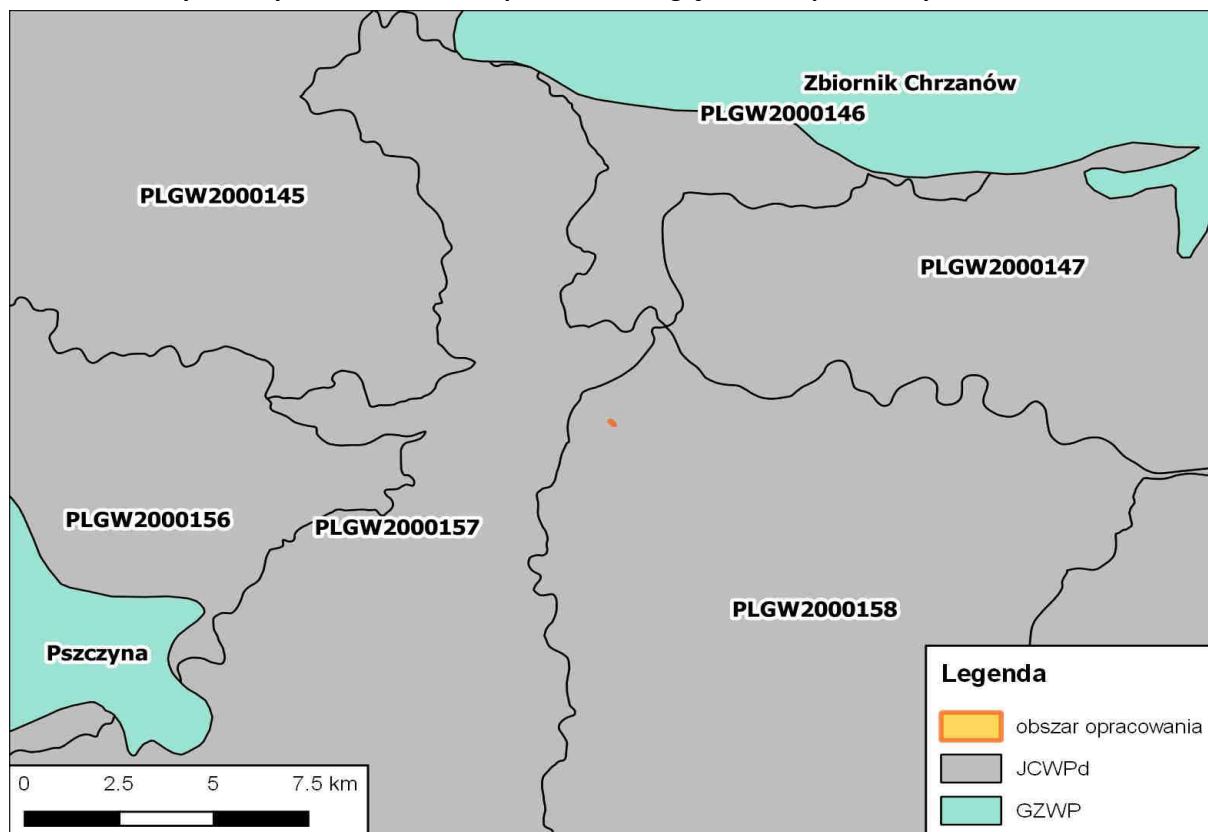 Zbiornik Chrzanów
PLGW2000146
PLGW2000145
PLGW2000147
PLGW2000156
PLGW2000157
PLGW2000158
Pszczyna
Legenda
obszar opracowania
JCWPd
GZWP
0 2.5 5 7.5 km